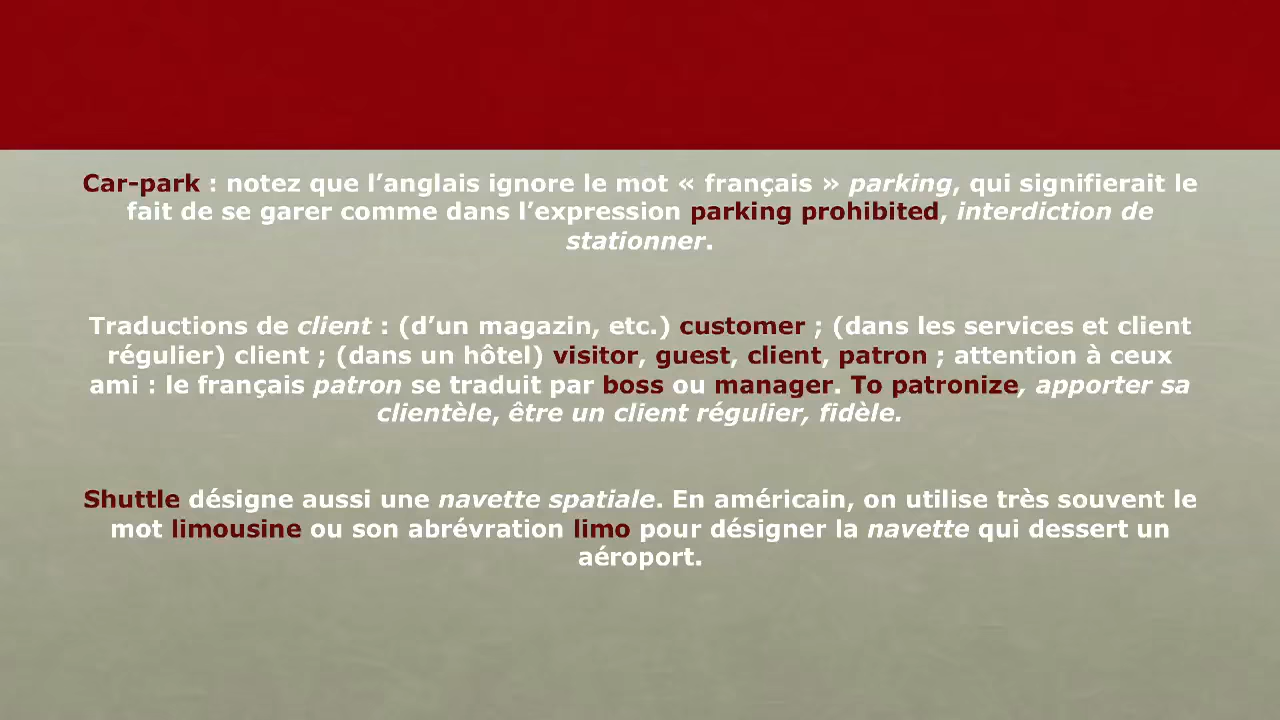 Car-park : notez que l’anglais ignore le mot « français » parking, qui signifierait le
fait de se garer comme dans l’expression parking prohibited, interdiction de
stationner.
Traductions de client : (d’un magazin, etc.) customer ; (dans les services et client
régulier) client ; (dans un hôtel) visitor, guest, client, patron ; attention à ceux
ami : le français patron se traduit par boss ou manager. To patronize, apporter sa
clientèle, être un client régulier, fidèle.
Shuttle désigne aussi une navette spatiale. En américain, on utilise très souvent le
mot limousine ou son abrévration limo pour désigner la navette qui dessert un
aéroport.